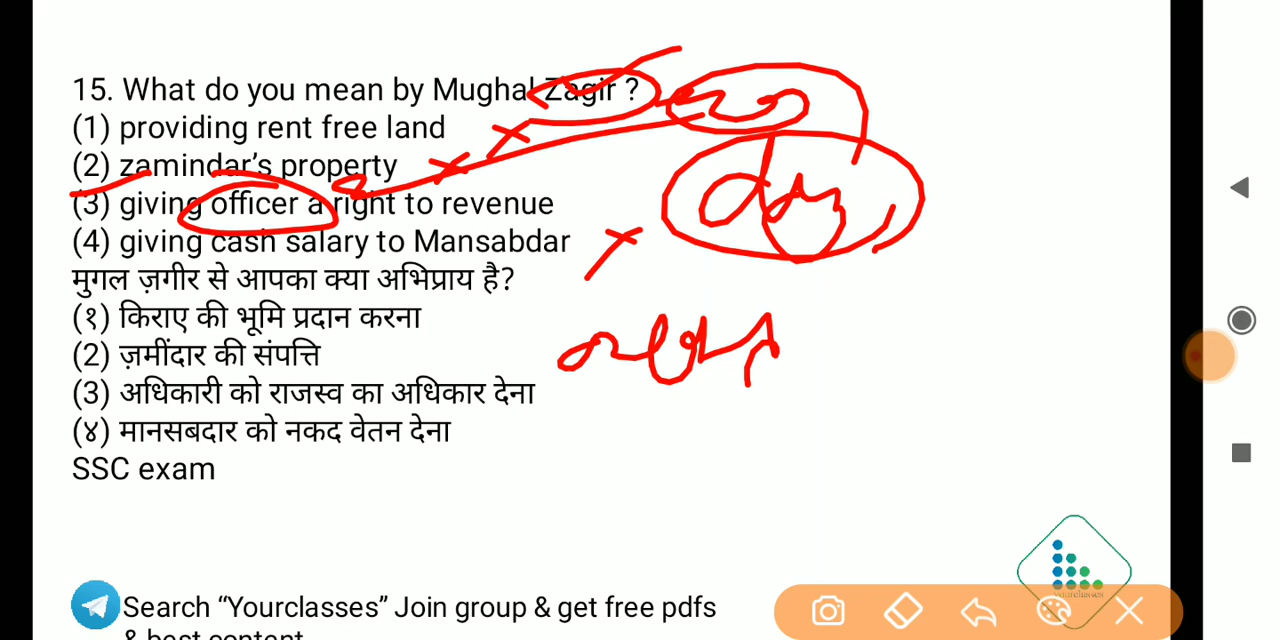 15. What do you mean by Mughal Zagir ?
(1) providing rent free land
(2) zamindar's property
(3) giving officer a right to revenue
(4) giving cash salary to Mansabdar
मुगल ज़गीर से आपका क्या अभिप्राय है?
(१) किराए की भूमि प्रदान करना
(2) ज़मींदार की संपत्ति
(3) अधिकारी को राजस्व का अधिकार देना
(४) मानसबदार को नकद वेतन देना
SSC exam
Search “Yourclasses” Join group & get free pdfs
& best content